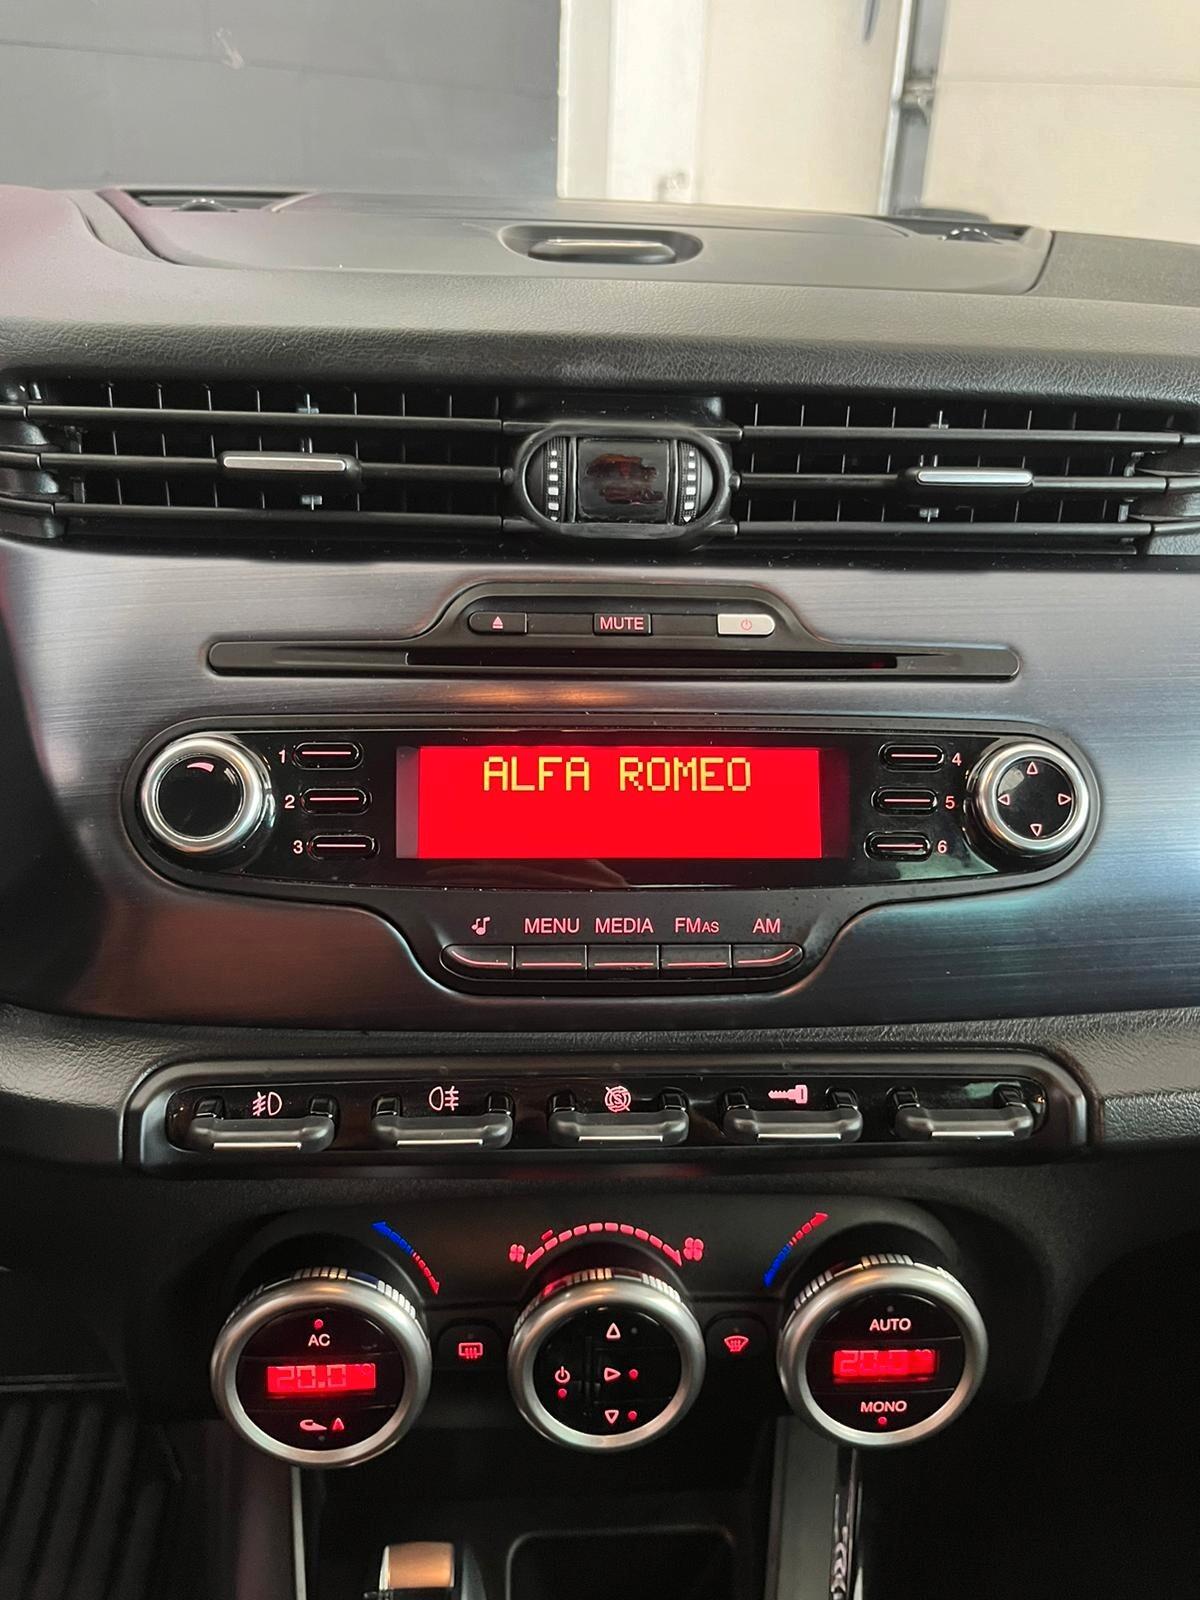 MUTE
1
ALFA ROMEO
4
2
5
3
6
MENU MEDIA FMAS AM
AC
AUTO
20.0
20.0
MONO